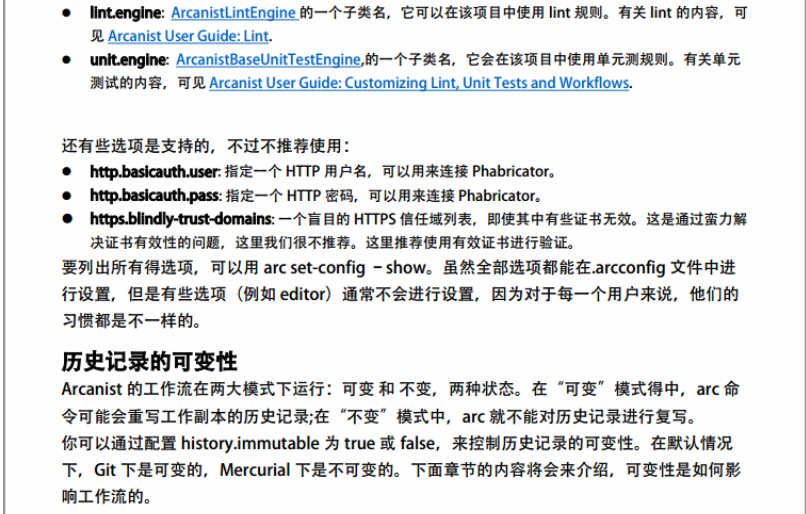 ● lint.engine: ArcanistLintEngine 的一个子类名，它可以在该项目中使用 lint 规则。有关 lint 的内容，可
见 Arcanist User Guide: Lint.
● unit.engine: ArcanistBaseUnitTestEngine,的一个子类名，它会在该项目中使用单元测规则。有关单元
测试的内容，可见 Arcanist User Guide: Customizing Lint, Unit Tests and Workflows.
还有些选项是支持的，不过不推荐使用：
● http.basicauth.user: 指定一个 HTTP 用户名，可以用来连接 Phabricator。
● http.basicauth.pass: 指定一个 HTTP 密码，可以用来连接 Phabricator。
● https.blindly-trust-domains: 一个盲目的 HTTPS 信任域列表，即使其中有些证书无效。这是通过蛮力解
决证书有效性的问题，这里我们很不推荐。这里推荐使用有效证书进行验证。
要列出所有得选项，可以用 arc set-config －show。虽然全部选项都能在.arcconfig 文件中进
行设置，但是有些选项（例如 editor）通常不会进行设置，因为对于每一个用户来说，他们的
习惯都是不一样的。
历史记录的可变性
Arcanist 的工作流在两大模式下运行：可变 和 不变，两种状态。在“可变”模式得中，arc 命
令可能会重写工作副本的历史记录;在“不变”模式中，arc 就不能对历史记录进行复写。
你可以通过配置 history.immutable 为 true 或 false，来控制历史记录的可变性。在默认情况
下，Git 下是可变的，Mercurial 下是不可变的。下面章节的内容将会来介绍，可变性是如何影
响工作流的。